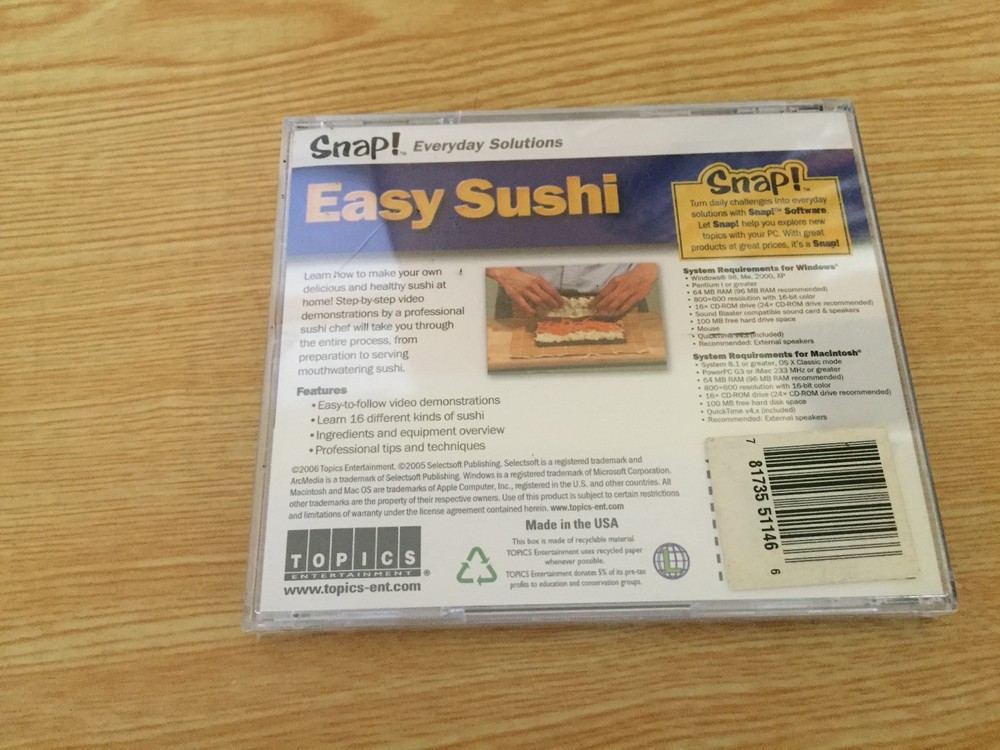 Snap!™ Everyday Solutions
Easy Sushi
Snap!™
Turn daily challenges into everyday
solutions with Snap!™ Software.
Let Snap! help you explore new
topics with your PC. With great
products at great prices, it's a Snap!
Learn how to make your own
delicious and healthy sushi at
home! Step-by-step video
demonstrations by a professional
sushi chef will take you through
the entire process, from
preparation to serving
mouthwatering sushi.
Features
•Easy-to-follow video demonstrations
•Learn 16 different kinds of sushi
•Ingredients and equipment overview
•Professional tips and techniques
System Requirements for Windows®
• Windows® 98, Me, 2000, XP
• Pentium I or greater
• 64 MB RAM (96 MB RAM recommended)
• 800×600 resolution with 16-bit color
• 16× CD-ROM drive (24× CD-ROM drive recommended)
• Sound Blaster compatible sound card & speakers
• 100 MB free hard drive space
• Mouse
• QuickTime (included)
• Recommended: External speakers
System Requirements for Macintosh®
• System 8.1 or greater, OS X Classic mode
• PowerPC G3 or iMac 233 MHz or greater
• 64 MB RAM (96 MB RAM recommended)
• 800×600 resolution with 16-bit color
• 16× CD-ROM drive (24× CD-ROM drive recommended)
• 100 MB free hard disk space
• QuickTime v4.x (included)
• Recommended: External speakers
©2006 Topics Entertainment, ©2005 Selectsoft Publishing. Selectsoft is a registered trademark and
ArcMedia is a trademark of Selectsoft Publishing. Windows is a registered trademark of Microsoft Corporation.
Macintosh and Mac OS are trademarks of Apple Computer, Inc., registered in the U.S. and other countries. All
other trademarks are the property of their respective owners. Use of this product is subject to certain restrictions
and limitations of warranty under the license agreement contained herein. www.topics-ent.com
TOPICS
ENTERTAINMENT®
www.topics-ent.com
Made in the USA
This box is made of recyclable material.
TOPICS Entertainment uses recycled paper
whenever possible.
TOPICS Entertainment donates 5% of its pre-tax
profits to education and conservation groups.
7 81735 51146 6